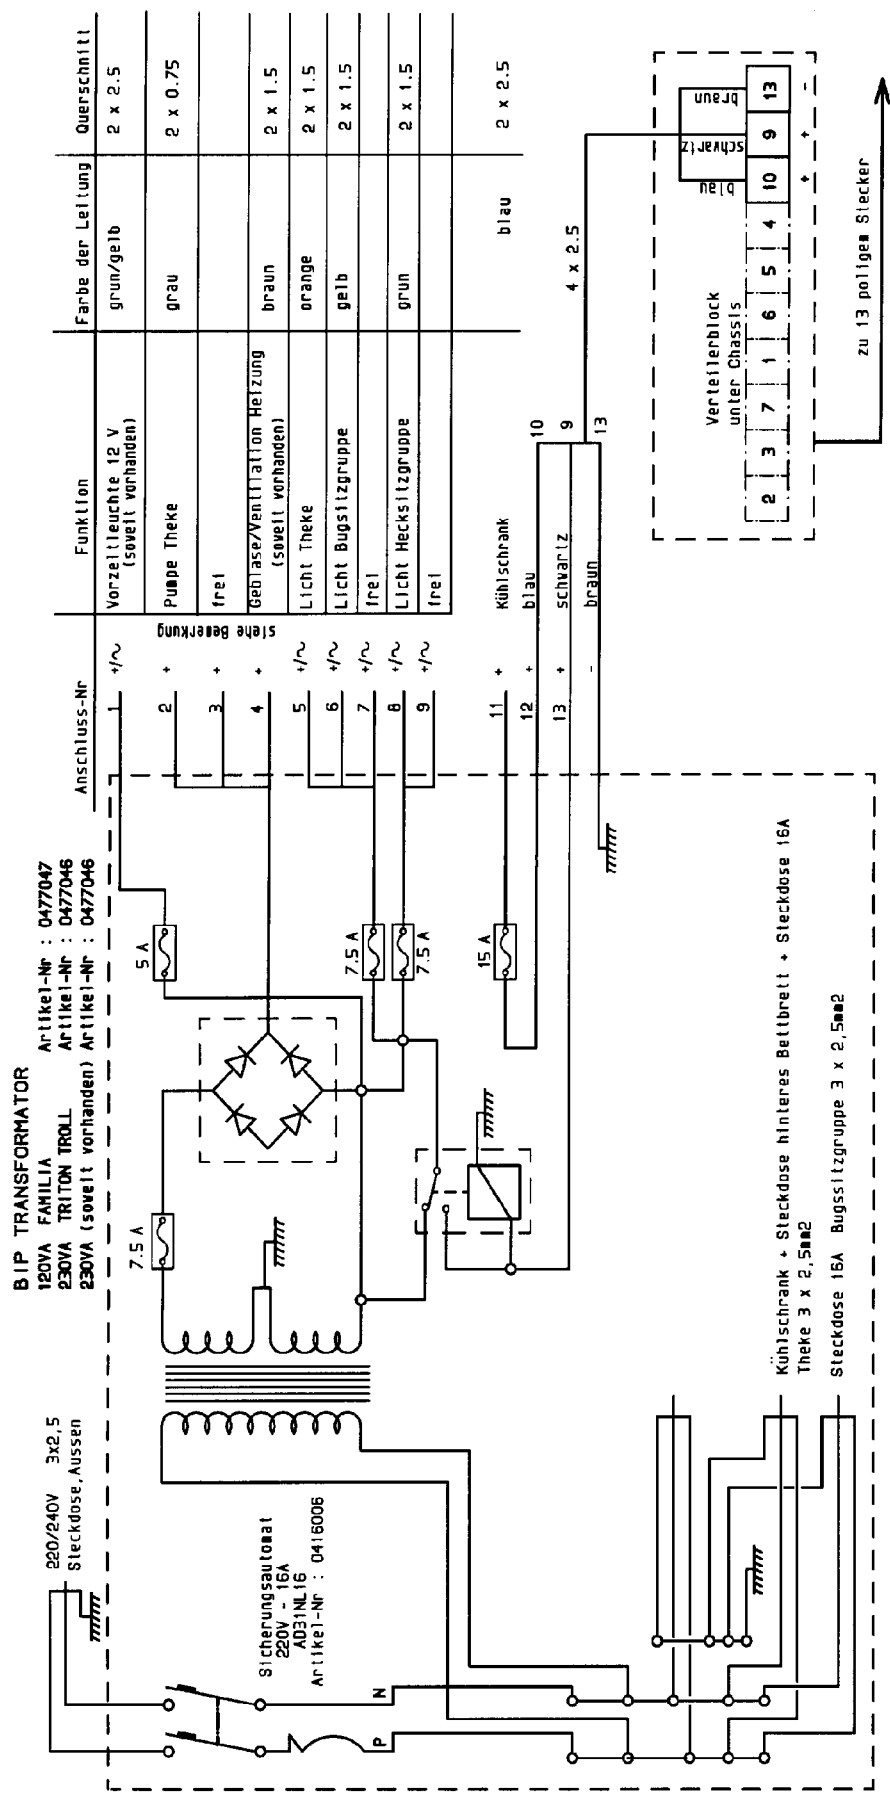 BIP TRANSFORMATOR
120VA FAMILIA Artikel-Nr : 0477047
230VA TRITON TROLL Artikel-Nr : 0477046
230VA (soweit vorhanden) Artikel-Nr : 0477046
220/240V 3x2,5
Steckdose,Aussen
Sicherungsautomat
220V - 16A
AD31NL16
Artikel-Nr : 0416006
N
P
7.5 A
5 A
7.5 A
7.5 A
15 A
Anschluss-Nr Funktion Farbe der Leitung Querschnitt
1 +/~ Vorzeltleuchte 12 V grun/gelb 2 x 2.5
(soweit vorhanden)
2 + Pumpe Theke grau 2 x 0.75
3 + frei
4 + Geblase/Ventilation Heizung braun 2 x 1.5
(soweit vorhanden)
5 +/~ Licht Theke orange 2 x 1.5
6 +/~ Licht Bugsitzgruppe gelb 2 x 1.5
7 +/~ frei
8 +/~ Licht Hecksitzgruppe grun 2 x 1.5
9 +/~ frei
siehe Bemerkung
11 + Kühlschrank blau 2 x 2.5
12 + blau 10
13 + schwartz 9
- braun 13
4 x 2.5
Verteilerblock
unter Chassis
blau
schwartz
braun
2 3 7 1 6 5 4 10 9 13
+ + -
zu 13 poligem Stecker
Kühlschrank + Steckdose hinteres Bettbrett + Steckdose 16A
Theke 3 x 2,5mm2
Steckdose 16A Bugssitzgruppe 3 x 2,5mm2